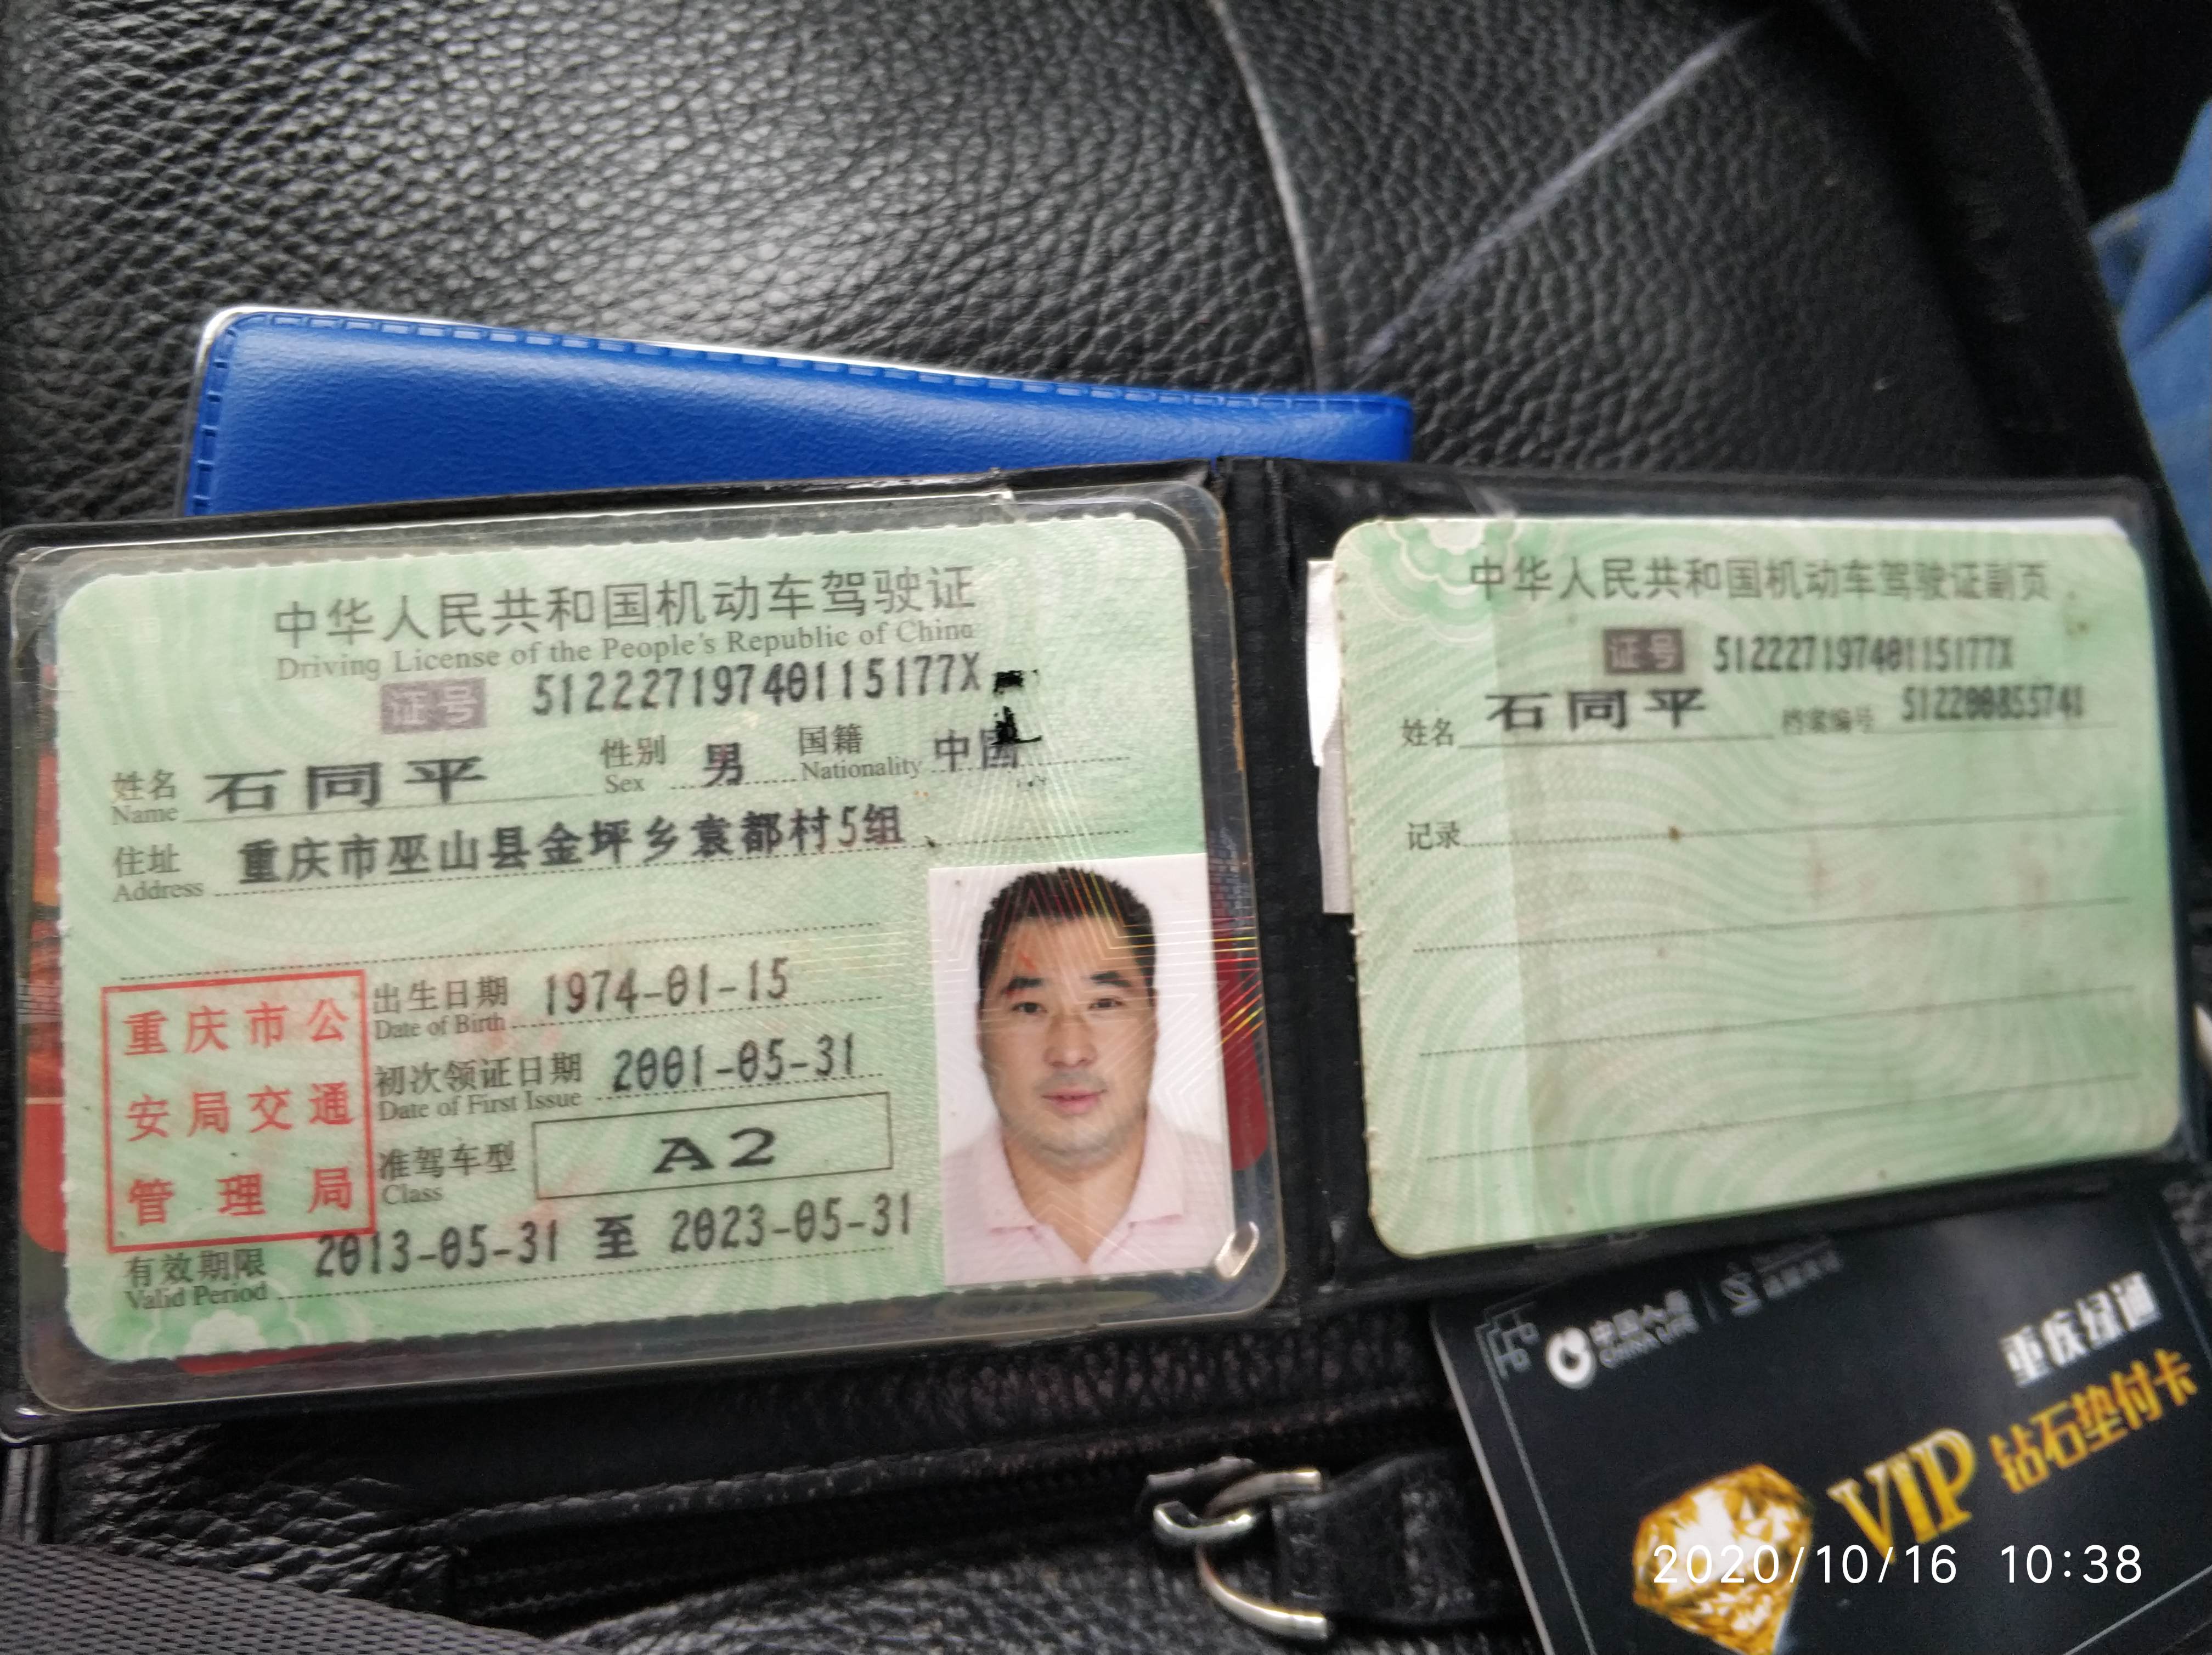 中华人民共和国机动车驾驶证
Driving License of the People's Republic of China
证号 51222719740115177X
姓名 石同平 性别 男 国籍 中国
Name Sex Nationality
住址 重庆市巫山县金坪乡袁都村5组
Address
出生日期 1974-01-15
Date of Birth
初次领证日期 2001-05-31
Date of First Issue
准驾车型 A2
Class
重庆市公
安局交通
管理局
有效期限 2013-05-31 至 2023-05-31
Valid Period
中华人民共和国机动车驾驶证副页
证号 51222719740115177X
姓名 石同平 档案编号 512200855741
记录
重疾绿通
VIP 钻石垫付卡
2020/10/16 10:38